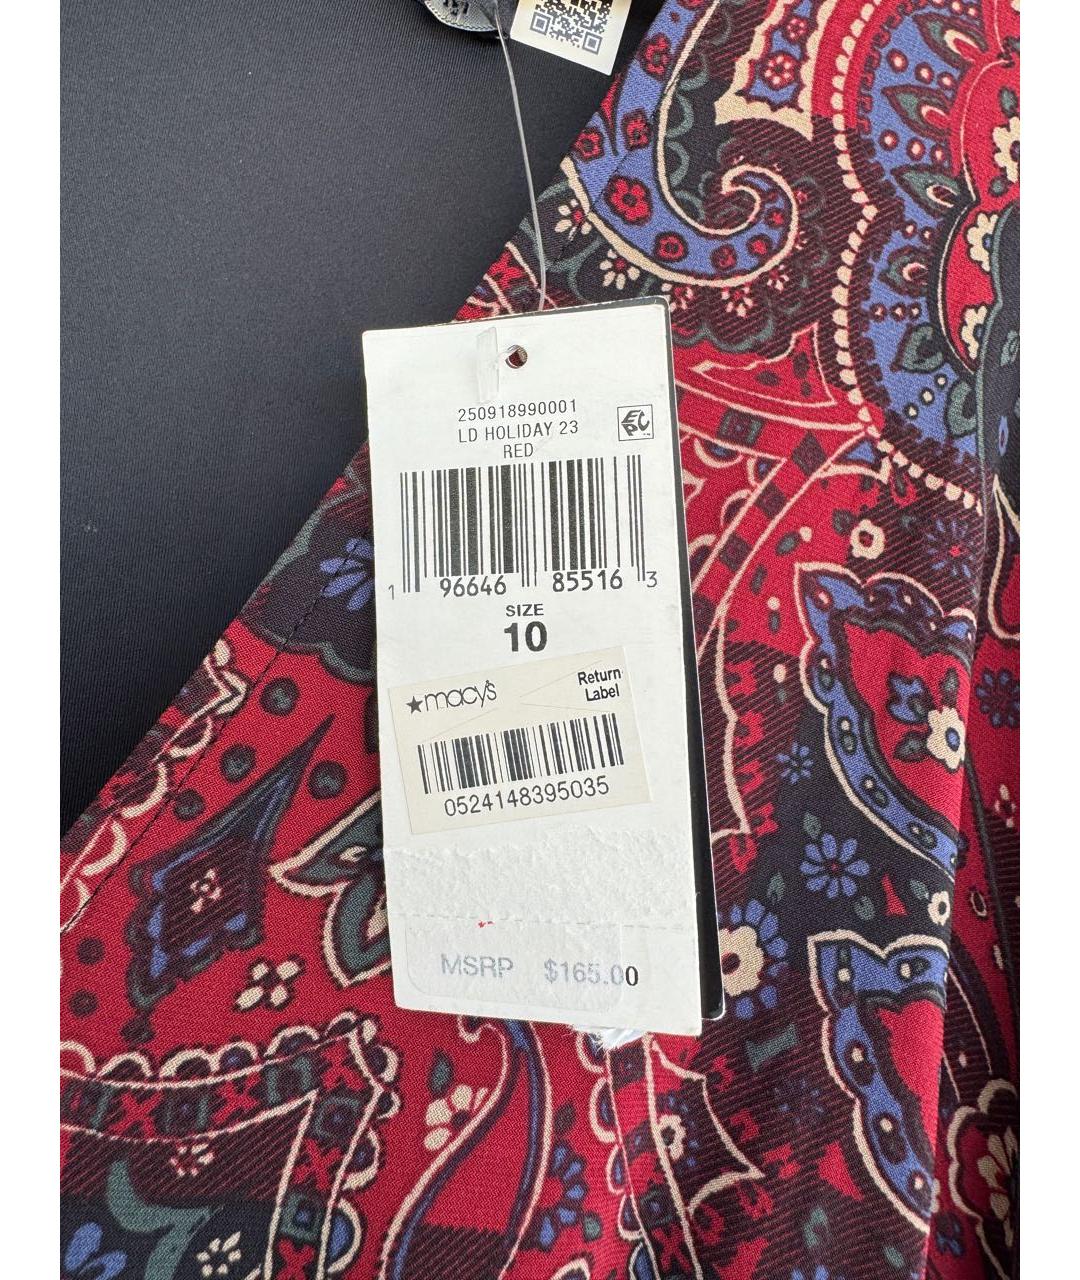 250918990001
LD HOLIDAY 23
RED
1 96646 85516 3
SIZE
10
★macy's
Return
Label
0524148395035
MSRP $165.00